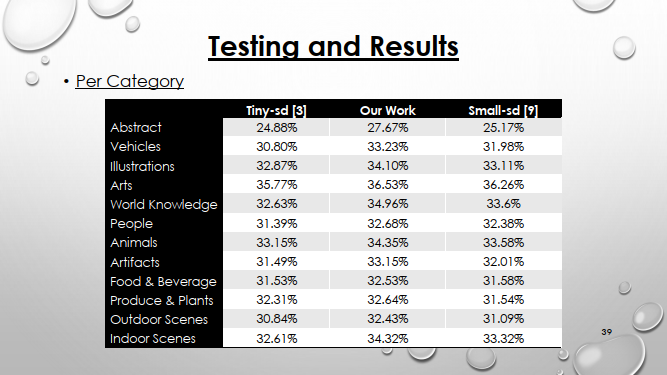 Testing and Results
• Per Category
Tiny-sd [3] Our Work Small-sd [9]
Abstract 24.88% 27.67% 25.17%
Vehicles 30.80% 33.23% 31.98%
Illustrations 32.87% 34.10% 33.11%
Arts 35.77% 36.53% 36.26%
World Knowledge 32.63% 34.96% 33.6%
People 31.39% 32.68% 32.38%
Animals 33.15% 34.35% 33.58%
Artifacts 31.49% 33.15% 32.01%
Food & Beverage 31.53% 32.53% 31.58%
Produce & Plants 32.31% 32.64% 31.54%
Outdoor Scenes 30.84% 32.43% 31.09%
Indoor Scenes 32.61% 34.32% 33.32%
39